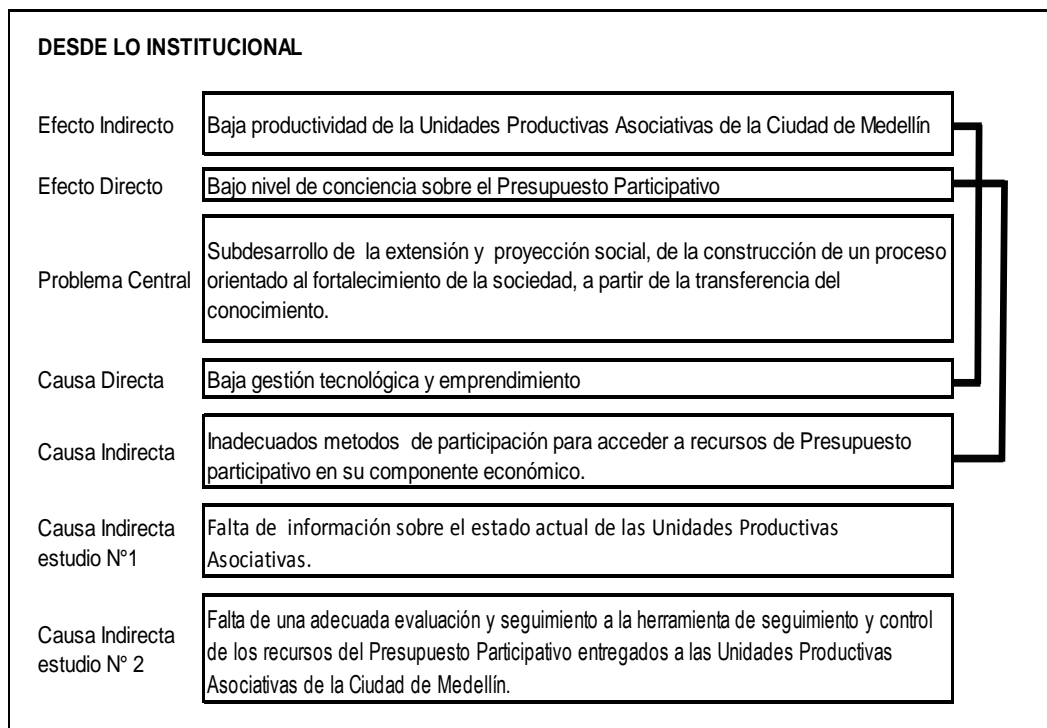 DESDE LO INSTITUCIONAL
Efecto Indirecto
Baja productividad de la Unidades Productivas Asociativas de la Ciudad de Medellín
Efecto Directo
Bajo nivel de conciencia sobre el Presupuesto Participativo
Problema Central
Subdesarrollo de la extensión y proyección social, de la construcción de un proceso
orientado al fortalecimiento de la sociedad, a partir de la transferencia del
conocimiento.
Causa Directa
Baja gestión tecnológica y emprendimiento
Causa Indirecta
Inadecuados metodos de participación para acceder a recursos de Presupuesto
participativo en su componente económico.
Causa Indirecta
estudio N°1
Falta de información sobre el estado actual de las Unidades Productivas
Asociativas.
Causa Indirecta
estudio N° 2
Falta de una adecuada evaluación y seguimiento a la herramienta de seguimiento y control
de los recursos del Presupuesto Participativo entregados a las Unidades Productivas
Asociativas de la Ciudad de Medellín.